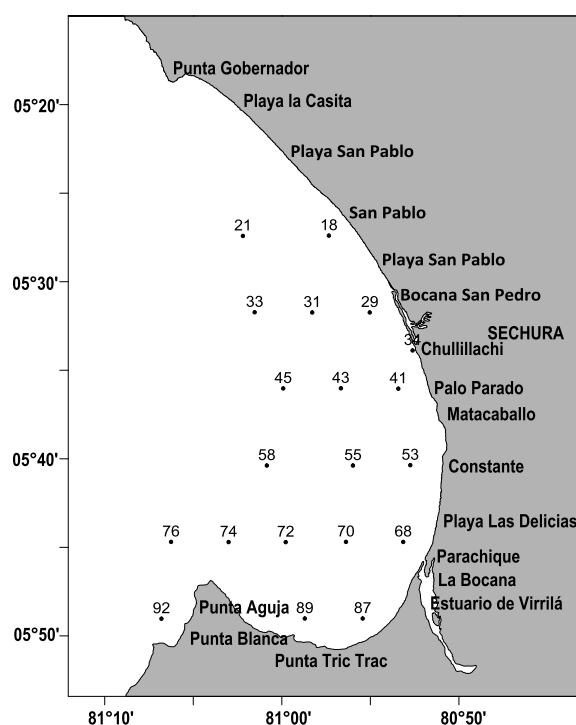 Punta Gobernador
Playa la Casita
05°20'
Playa San Pablo
San Pablo
21 18
Playa San Pablo
05°30'
Bocana San Pedro
33 31 29
SECHURA
34
Chullillachi
45 43 41
Palo Parado
Matacaballo
05°40'
58 55 53
Constante
Playa Las Delicias
76 74 72 70 68
Parachique
La Bocana
92 Punta Aguja 89 87
Estuario de Virrilá
05°50'
Punta Blanca
Punta Tric Trac
81°10' 81°00' 80°50'